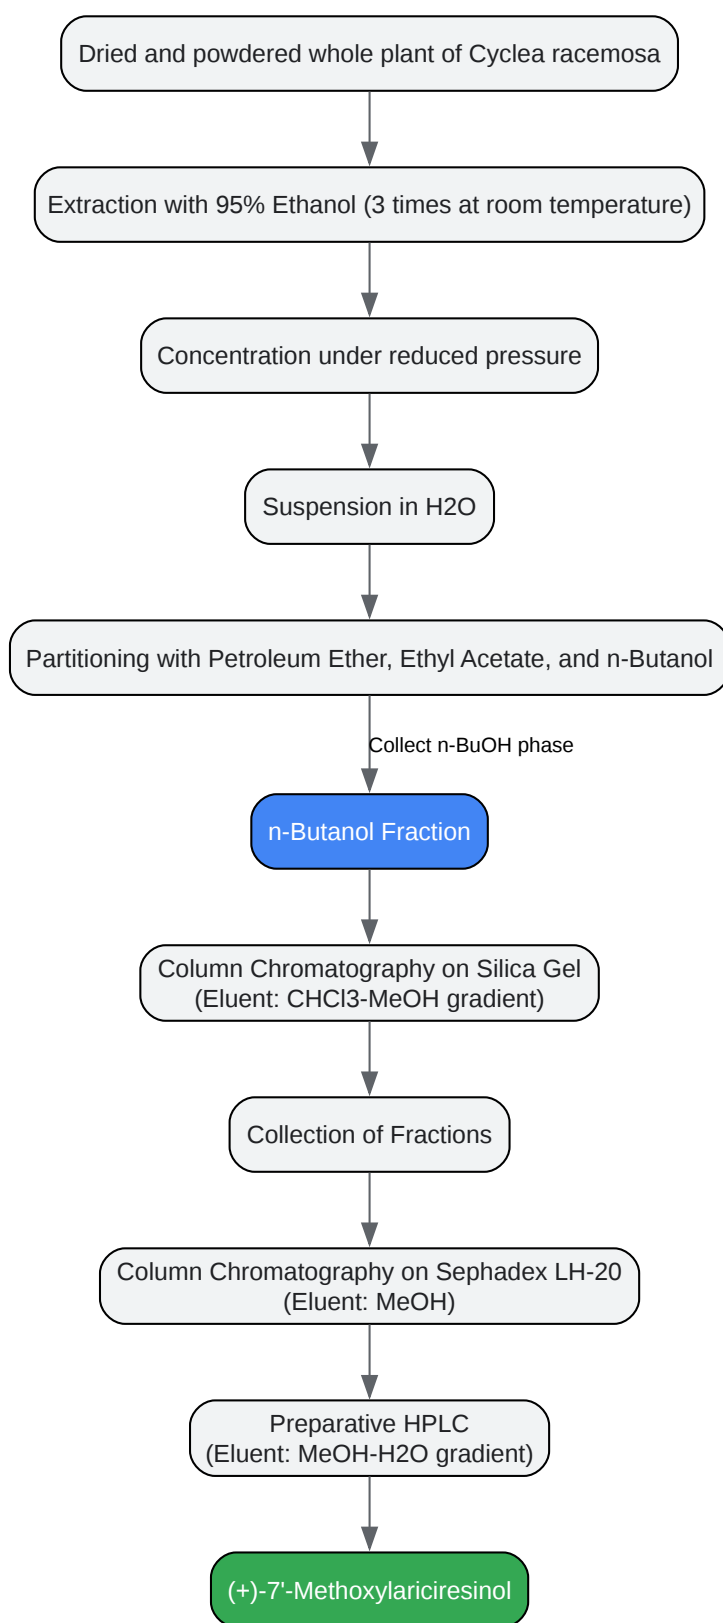 Dried and powdered whole plant of Cyclea racemosa
Extraction with 95% Ethanol (3 times at room temperature)
Concentration under reduced pressure
Suspension in H2O
Partitioning with Petroleum Ether, Ethyl Acetate, and n-Butanol
Collect n-BuOH phase
n-Butanol Fraction
Column Chromatography on Silica Gel
(Eluent: CHCl3-MeOH gradient)
Collection of Fractions
Column Chromatography on Sephadex LH-20
(Eluent: MeOH)
Preparative HPLC
(Eluent: MeOH-H2O gradient)
(+)-7'-Methoxylariciresinol